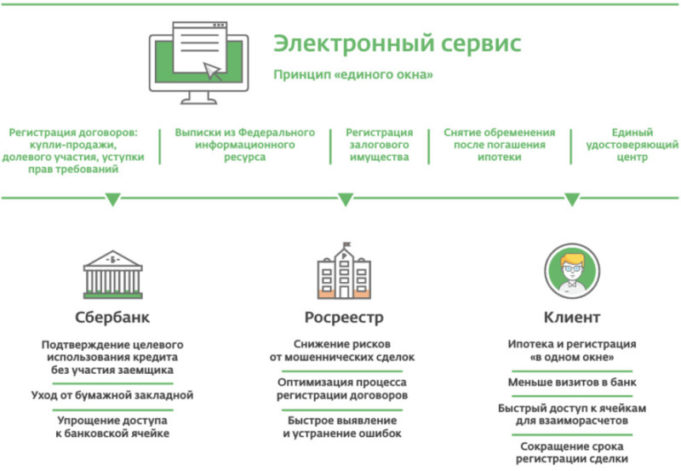 Электронный сервис
Принцип «единого окна»
Регистрация договоров:
купли-продажи,
долевого участия, уступки
прав требований
Выписки из Федерального
информационного
ресурса
Регистрация
залогового
имущества
Снятие обременения
после погашения
ипотеки
Единый
удостоверяющий
центр
Сбербанк
Подтверждение целевого
использования кредита
без участия заемщика
Уход от бумажной закладной
Упрощение доступа
к банковской ячейке
Росреестр
Снижение рисков
от мошеннических сделок
Оптимизация процесса
регистрации договоров
Быстрое выявление
и устранение ошибок
Клиент
Ипотека и регистрация
«в одном окне»
Меньше визитов в банк
Быстрый доступ к ячейкам
для взаиморасчетов
Сокращение срока
регистрации сделки